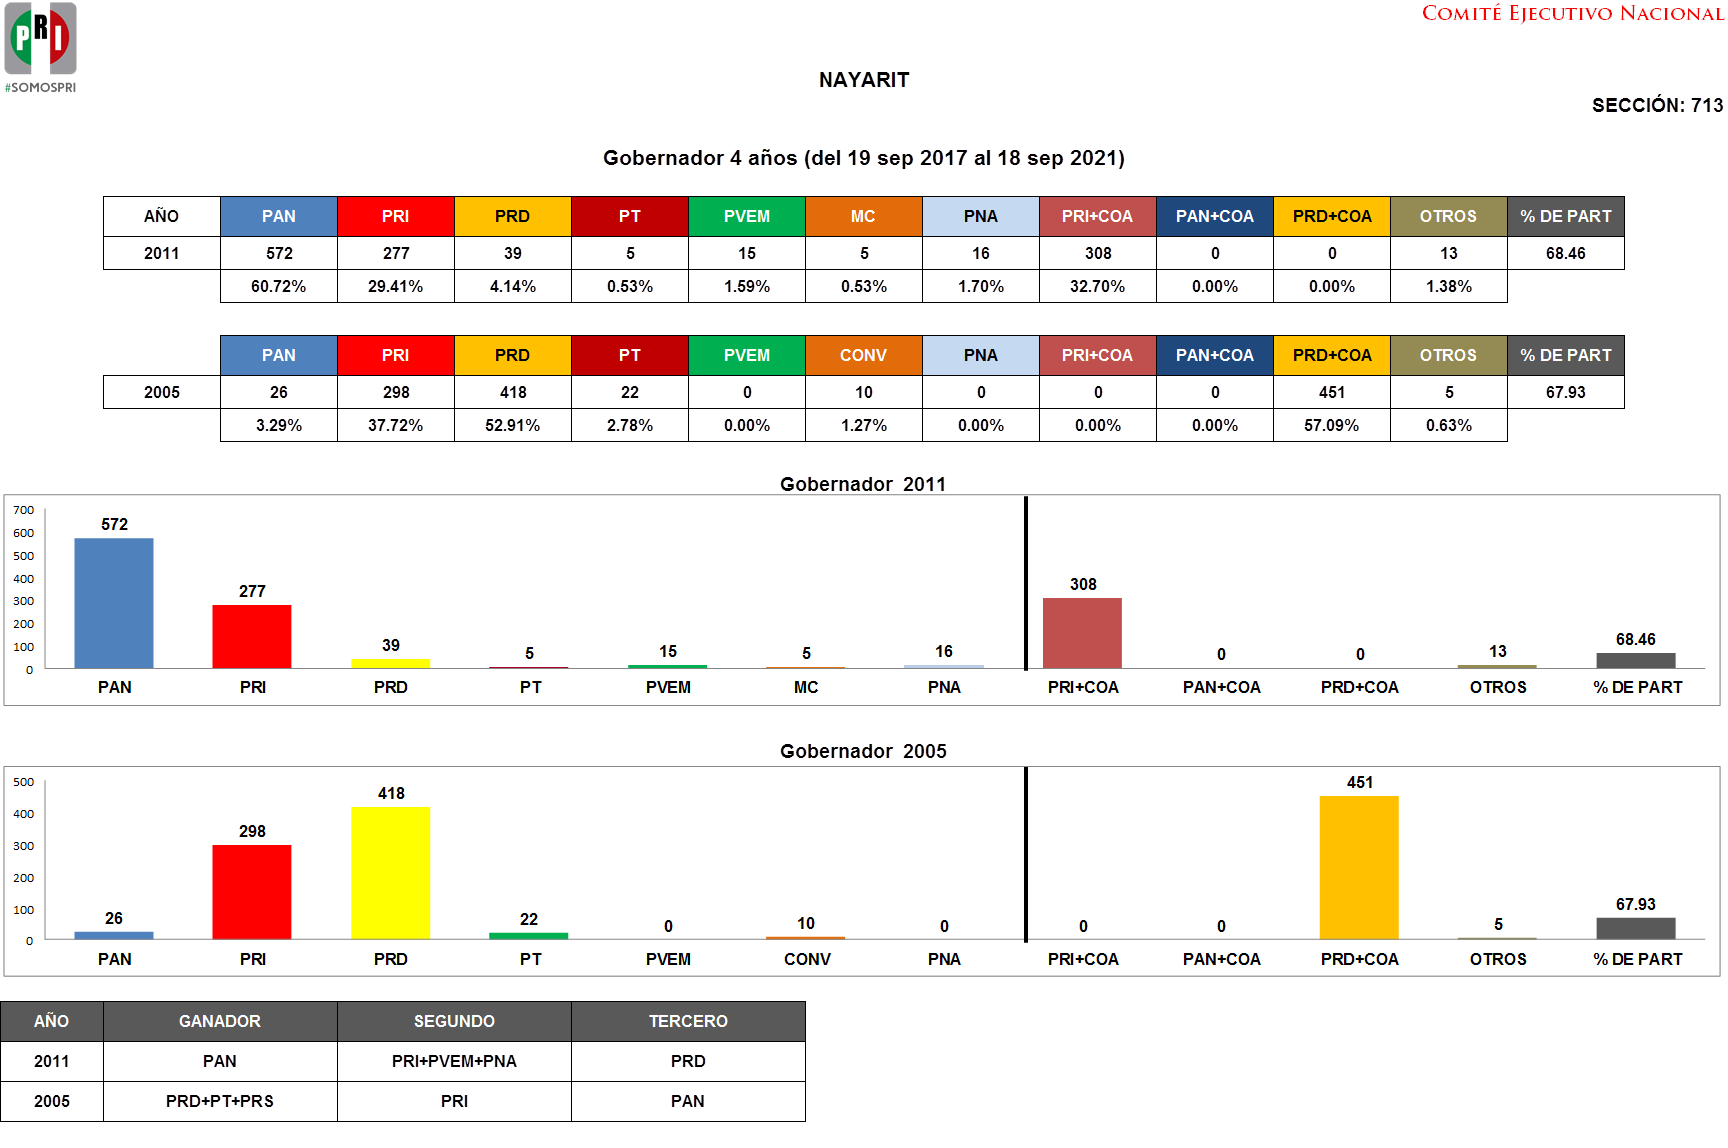 PRI
#SOMOSPRI
COMITÉ EJECUTIVO NACIONAL
NAYARIT
SECCIÓN: 713
Gobernador 4 años (del 19 sep 2017 al 18 sep 2021)
AÑO PAN PRI PRD PT PVEM MC PNA PRI+COA PAN+COA PRD+COA OTROS % DE PART
2011 572 277 39 5 15 5 16 308 0 0 13 68.46
60.72% 29.41% 4.14% 0.53% 1.59% 0.53% 1.70% 32.70% 0.00% 0.00% 1.38%
PAN PRI PRD PT PVEM CONV PNA PRI+COA PAN+COA PRD+COA OTROS % DE PART
2005 26 298 418 22 0 10 0 0 0 451 5 67.93
3.29% 37.72% 52.91% 2.78% 0.00% 1.27% 0.00% 0.00% 0.00% 57.09% 0.63%
Gobernador 2011
700
600
500
400
300
200
100
0
572 277 39 5 15 5 16 308 0 0 13 68.46
PAN PRI PRD PT PVEM MC PNA PRI+COA PAN+COA PRD+COA OTROS % DE PART
Gobernador 2005
500
400
300
200
100
0
26 298 418 22 0 10 0 0 0 451 5 67.93
PAN PRI PRD PT PVEM CONV PNA PRI+COA PAN+COA PRD+COA OTROS % DE PART
AÑO GANADOR SEGUNDO TERCERO
2011 PAN PRI+PVEM+PNA PRD
2005 PRD+PT+PRS PRI PAN